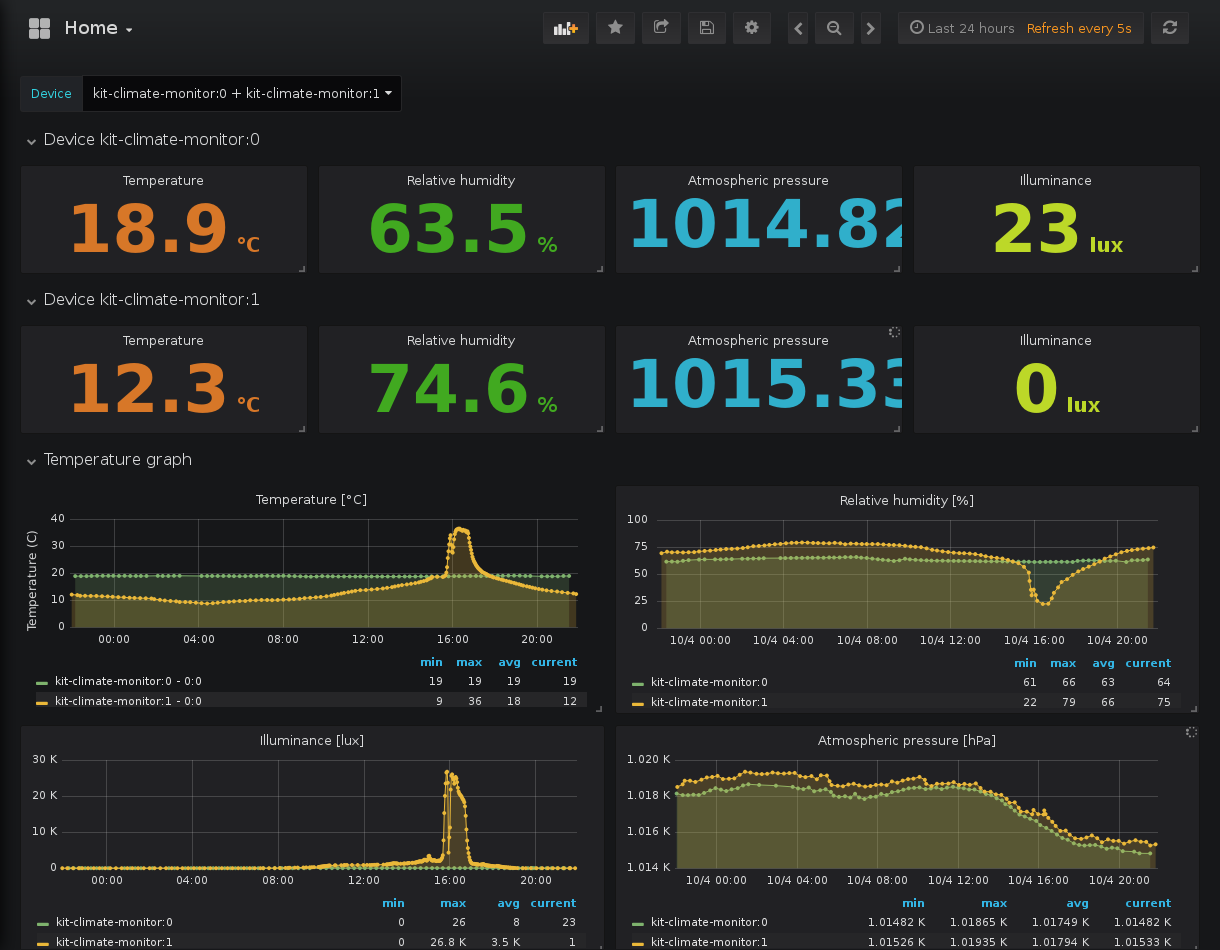 Home
Last 24 hours Refresh every 5s
Device kit-climate-monitor:0 + kit-climate-monitor:1
Device kit-climate-monitor:0
Temperature Relative humidity Atmospheric pressure Illuminance
18.9 °C 63.5 % 1014.82 23 lux
Device kit-climate-monitor:1
Temperature Relative humidity Atmospheric pressure Illuminance
12.3 °C 74.6 % 1015.33 0 lux
Temperature graph
Temperature [°C]
Temperature (C)
40
30
20
10
0
00:00 04:00 08:00 12:00 16:00 20:00
min max avg current
kit-climate-monitor:0 - 0:0 19 19 19 19
kit-climate-monitor:1 - 0:0 9 36 18 12
Relative humidity [%]
100
75
50
25
0
10/4 00:00 10/4 04:00 10/4 08:00 10/4 12:00 10/4 16:00 10/4 20:00
min max avg current
kit-climate-monitor:0 61 66 63 64
kit-climate-monitor:1 22 79 66 75
Illuminance [lux]
30 K
20 K
10 K
0
00:00 04:00 08:00 12:00 16:00 20:00
min max avg current
kit-climate-monitor:0 0 26 8 23
kit-climate-monitor:1 0 26.8 K 3.5 K 1
Atmospheric pressure [hPa]
1.020 K
1.018 K
1.016 K
1.014 K
10/4 00:00 10/4 04:00 10/4 08:00 10/4 12:00 10/4 16:00 10/4 20:00
min max avg current
kit-climate-monitor:0 1.01482 K 1.01865 K 1.01749 K 1.01482 K
kit-climate-monitor:1 1.01526 K 1.01935 K 1.01794 K 1.01533 K